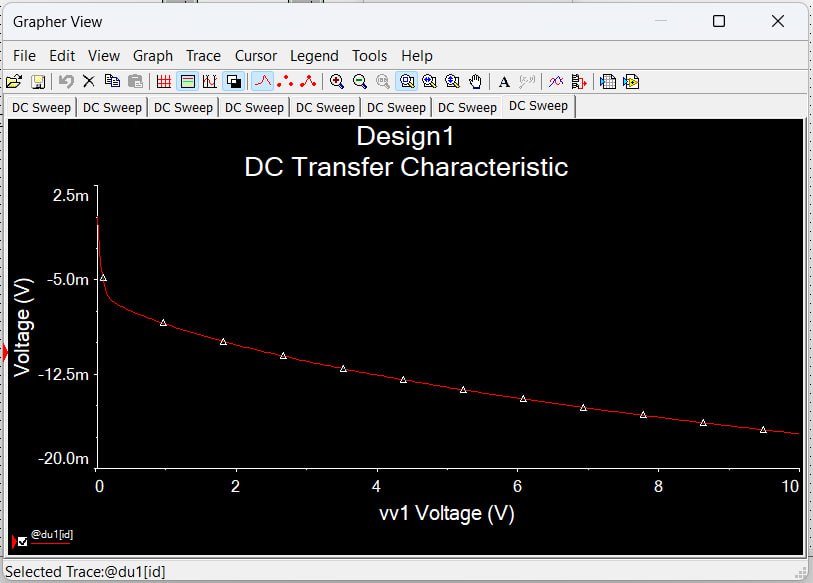 Grapher View
File Edit View Graph Trace Cursor Legend Tools Help
A
DC Sweep DC Sweep DC Sweep DC Sweep DC Sweep DC Sweep DC Sweep DC Sweep
Design1
DC Transfer Characteristic
2.5m
-5.0m
-12.5m
-20.0m
Voltage (V)
0 2 4 6 8 10
vv1 Voltage (V)
@du1[id]
Selected Trace:@du1[id]